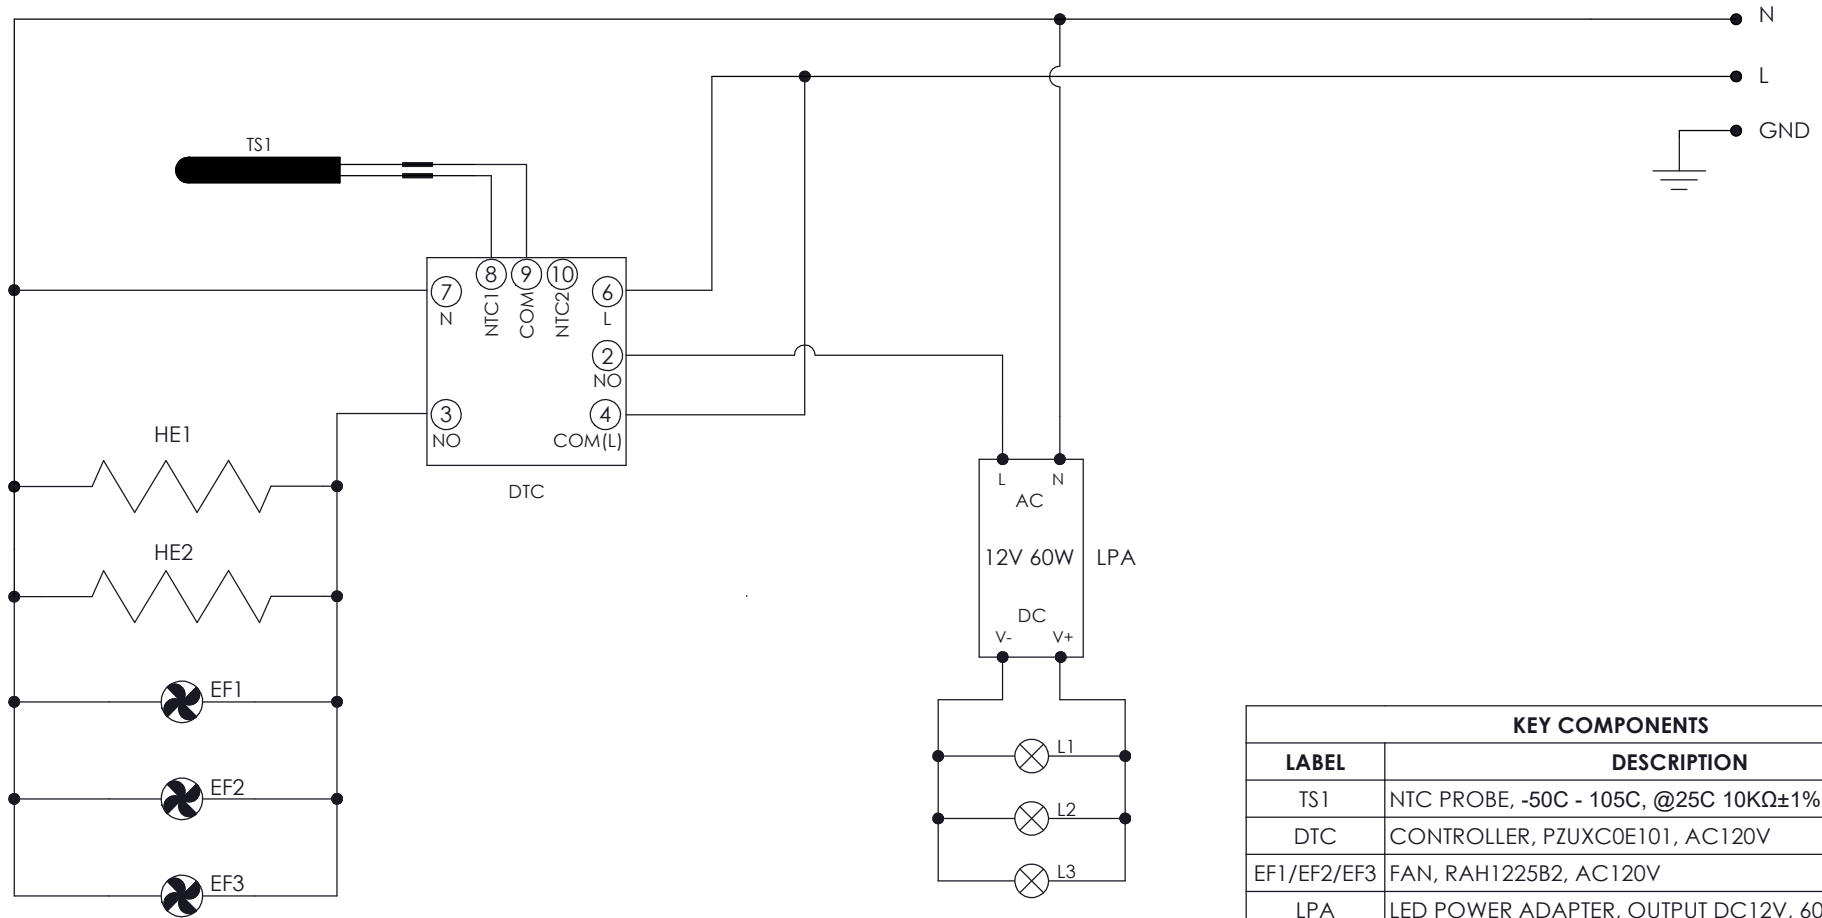 N
L
GND
TS1
8 9 10
7 6
N NTC1 COM NTC2 L
2
NO
3 4
NO COM(L)
DTC
HE1
HE2
EF1
EF2
EF3
L N
AC
12V 60W LPA
DC
V- V+
L1
L2
L3
KEY COMPONENTS
LABEL DESCRIPTION
TS1 NTC PROBE, -50C - 105C, @25C 10KΩ±1%
DTC CONTROLLER, PZUXC0E101, AC120V
EF1/EF2/EF3 FAN, RAH1225B2, AC120V
LPA LED POWER ADAPTER, OUTPUT DC12V, 60